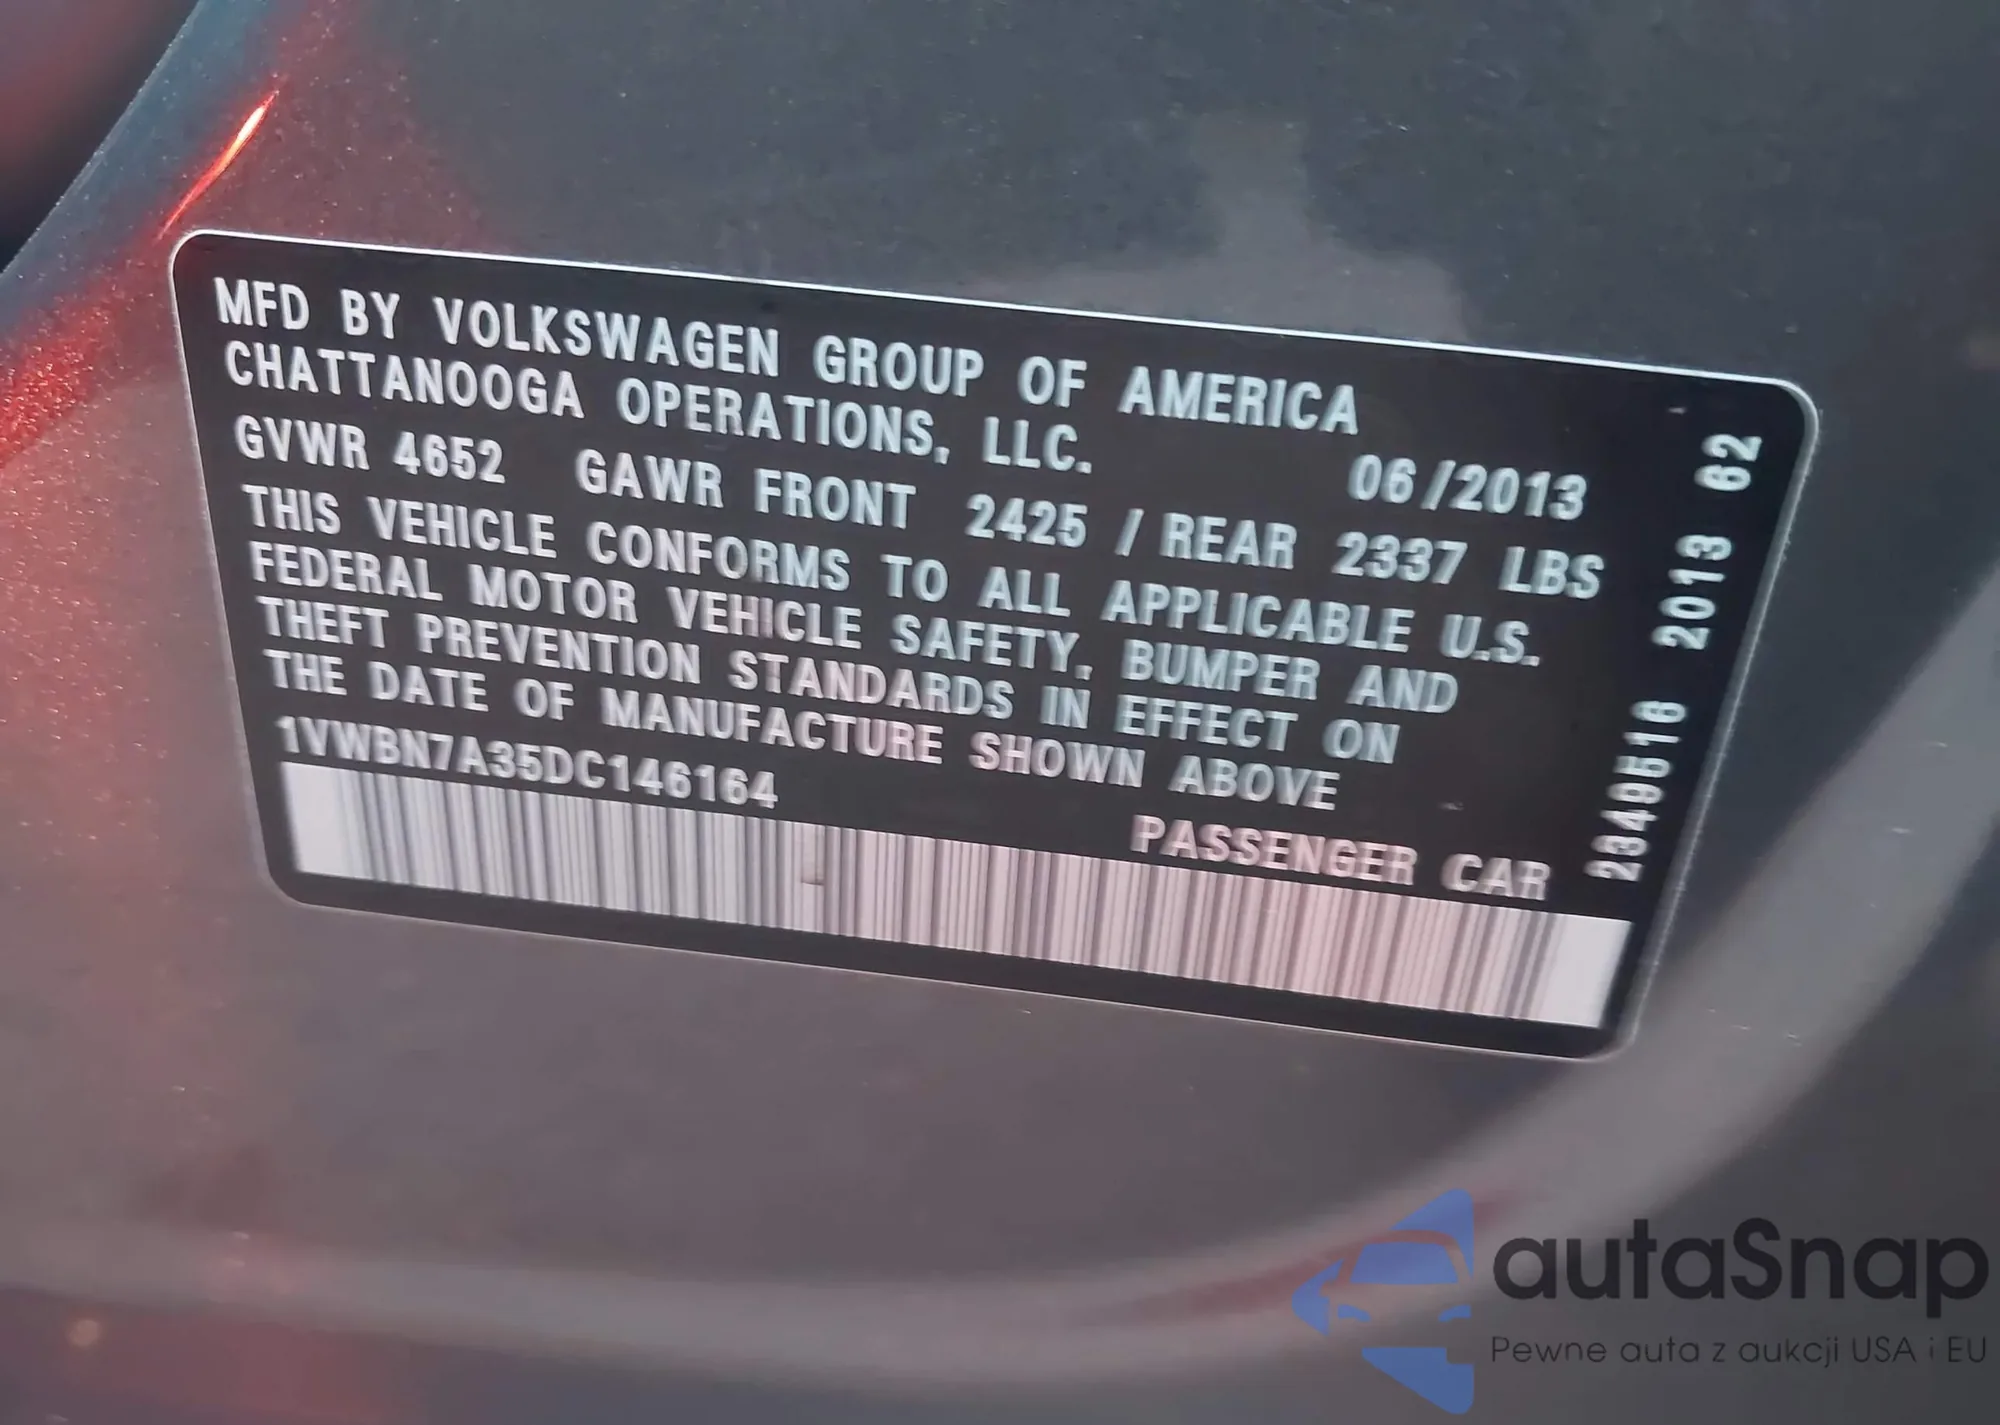 MFD BY VOLKSWAGEN GROUP OF AMERICA
CHATTANOOGA OPERATIONS, LLC.
06/2013
GVWR 4652 GAWR FRONT 2425 / REAR 2337 LBS
THIS VEHICLE CONFORMS TO ALL APPLICABLE U.S.
FEDERAL MOTOR VEHICLE SAFETY, BUMPER AND
THEFT PREVENTION STANDARDS IN EFFECT ON
THE DATE OF MANUFACTURE SHOWN ABOVE
1VWBN7A35DC146164
PASSENGER CAR
2349516 2013 62
autaSnap
Pewne auta z aukcji USA i EU